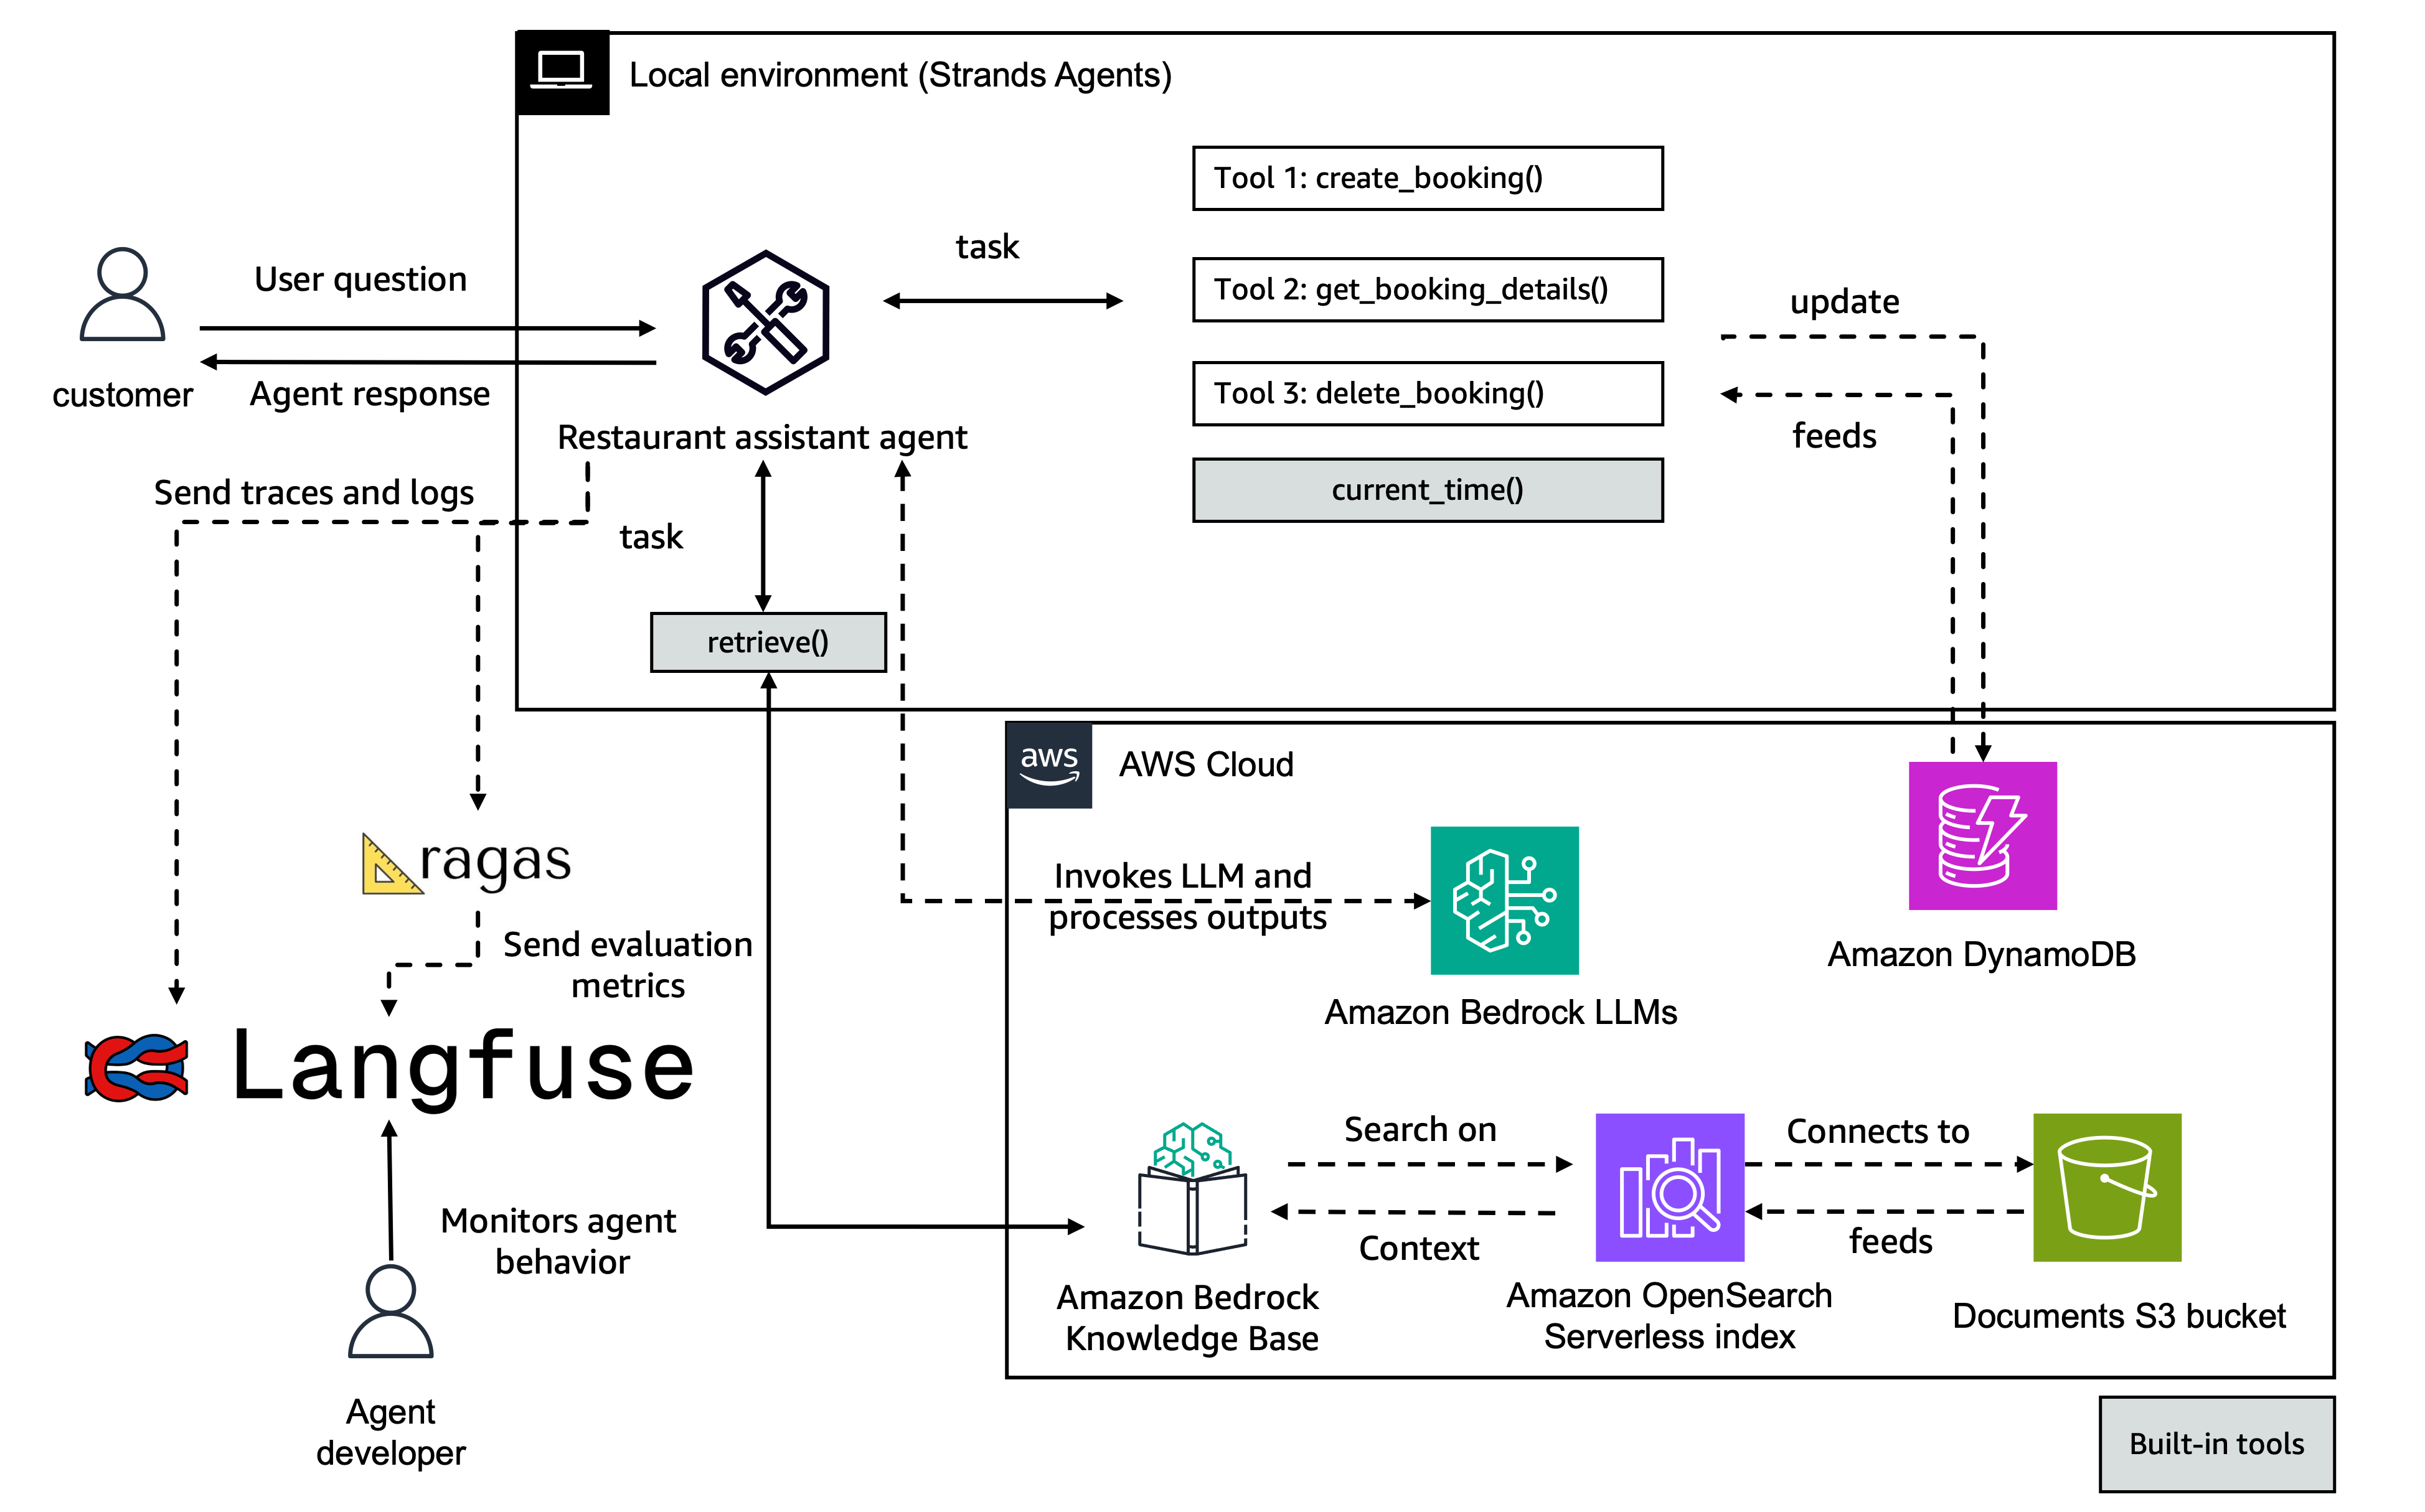 Local environment (Strands Agents)
Tool 1: create_booking()
task
Tool 2: get_booking_details()
User question
update
customer
Agent response
Tool 3: delete_booking()
feeds
Restaurant assistant agent
Send traces and logs
current_time()
task
retrieve()
aws
AWS Cloud
ragas
Invokes LLM and
processes outputs
Send evaluation
metrics
Amazon DynamoDB
Amazon Bedrock LLMs
Langfuse
Search on
Connects to
Monitors agent
behavior
Context
feeds
Amazon Bedrock
Knowledge Base
Amazon OpenSearch
Serverless index
Documents S3 bucket
Agent
developer
Built-in tools